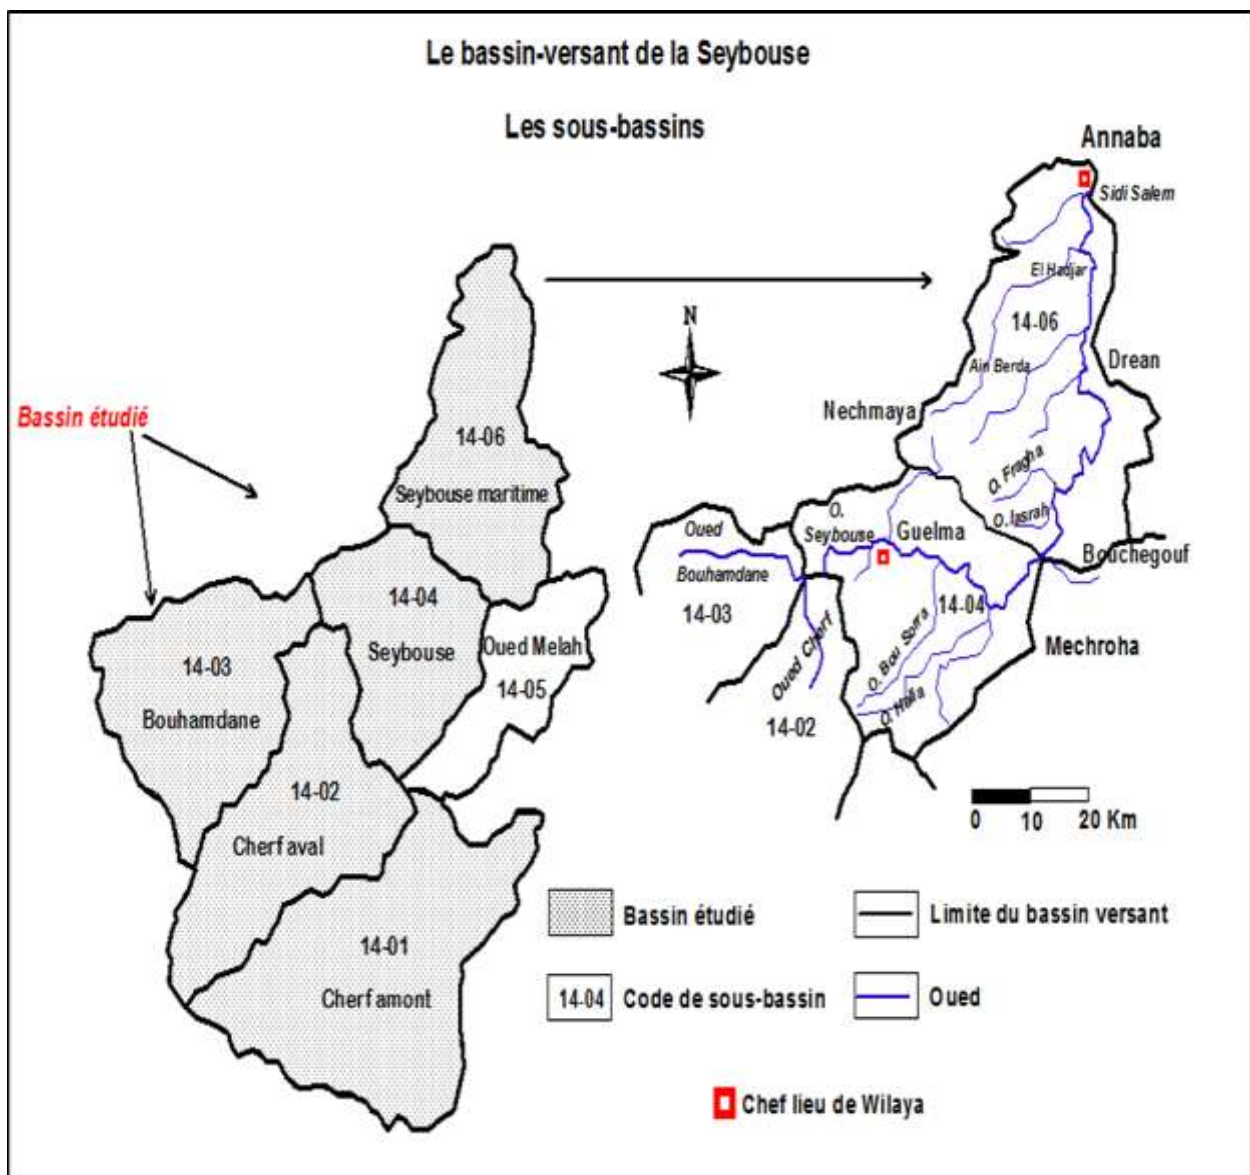 Le bassin-versant de la Seybouse
Les sous-bassins
Bassin étudié
14-06
Seybouse maritime
14-04
Seybouse
Oued Melah
14-05
14-03
Bouhamdane
14-02
Cherf aval
14-01
Cherf amont
N
Annaba
Sidi Salem
El Hadjar
14-06
Drean
Ain Berda
Nechmaya
O. Fragha
O. Iasrah
Bouchegouf
O.
Seybouse
Guelma
Oued
Bouhamdane
14-03
14-04
Oued Cherf
O. Bou Sorra
O. Halia
Mechroha
14-02
0 10 20 Km
Bassin étudié
Limite du bassin versant
14-04
Code de sous-bassin
Oued
Chef lieu de Wilaya